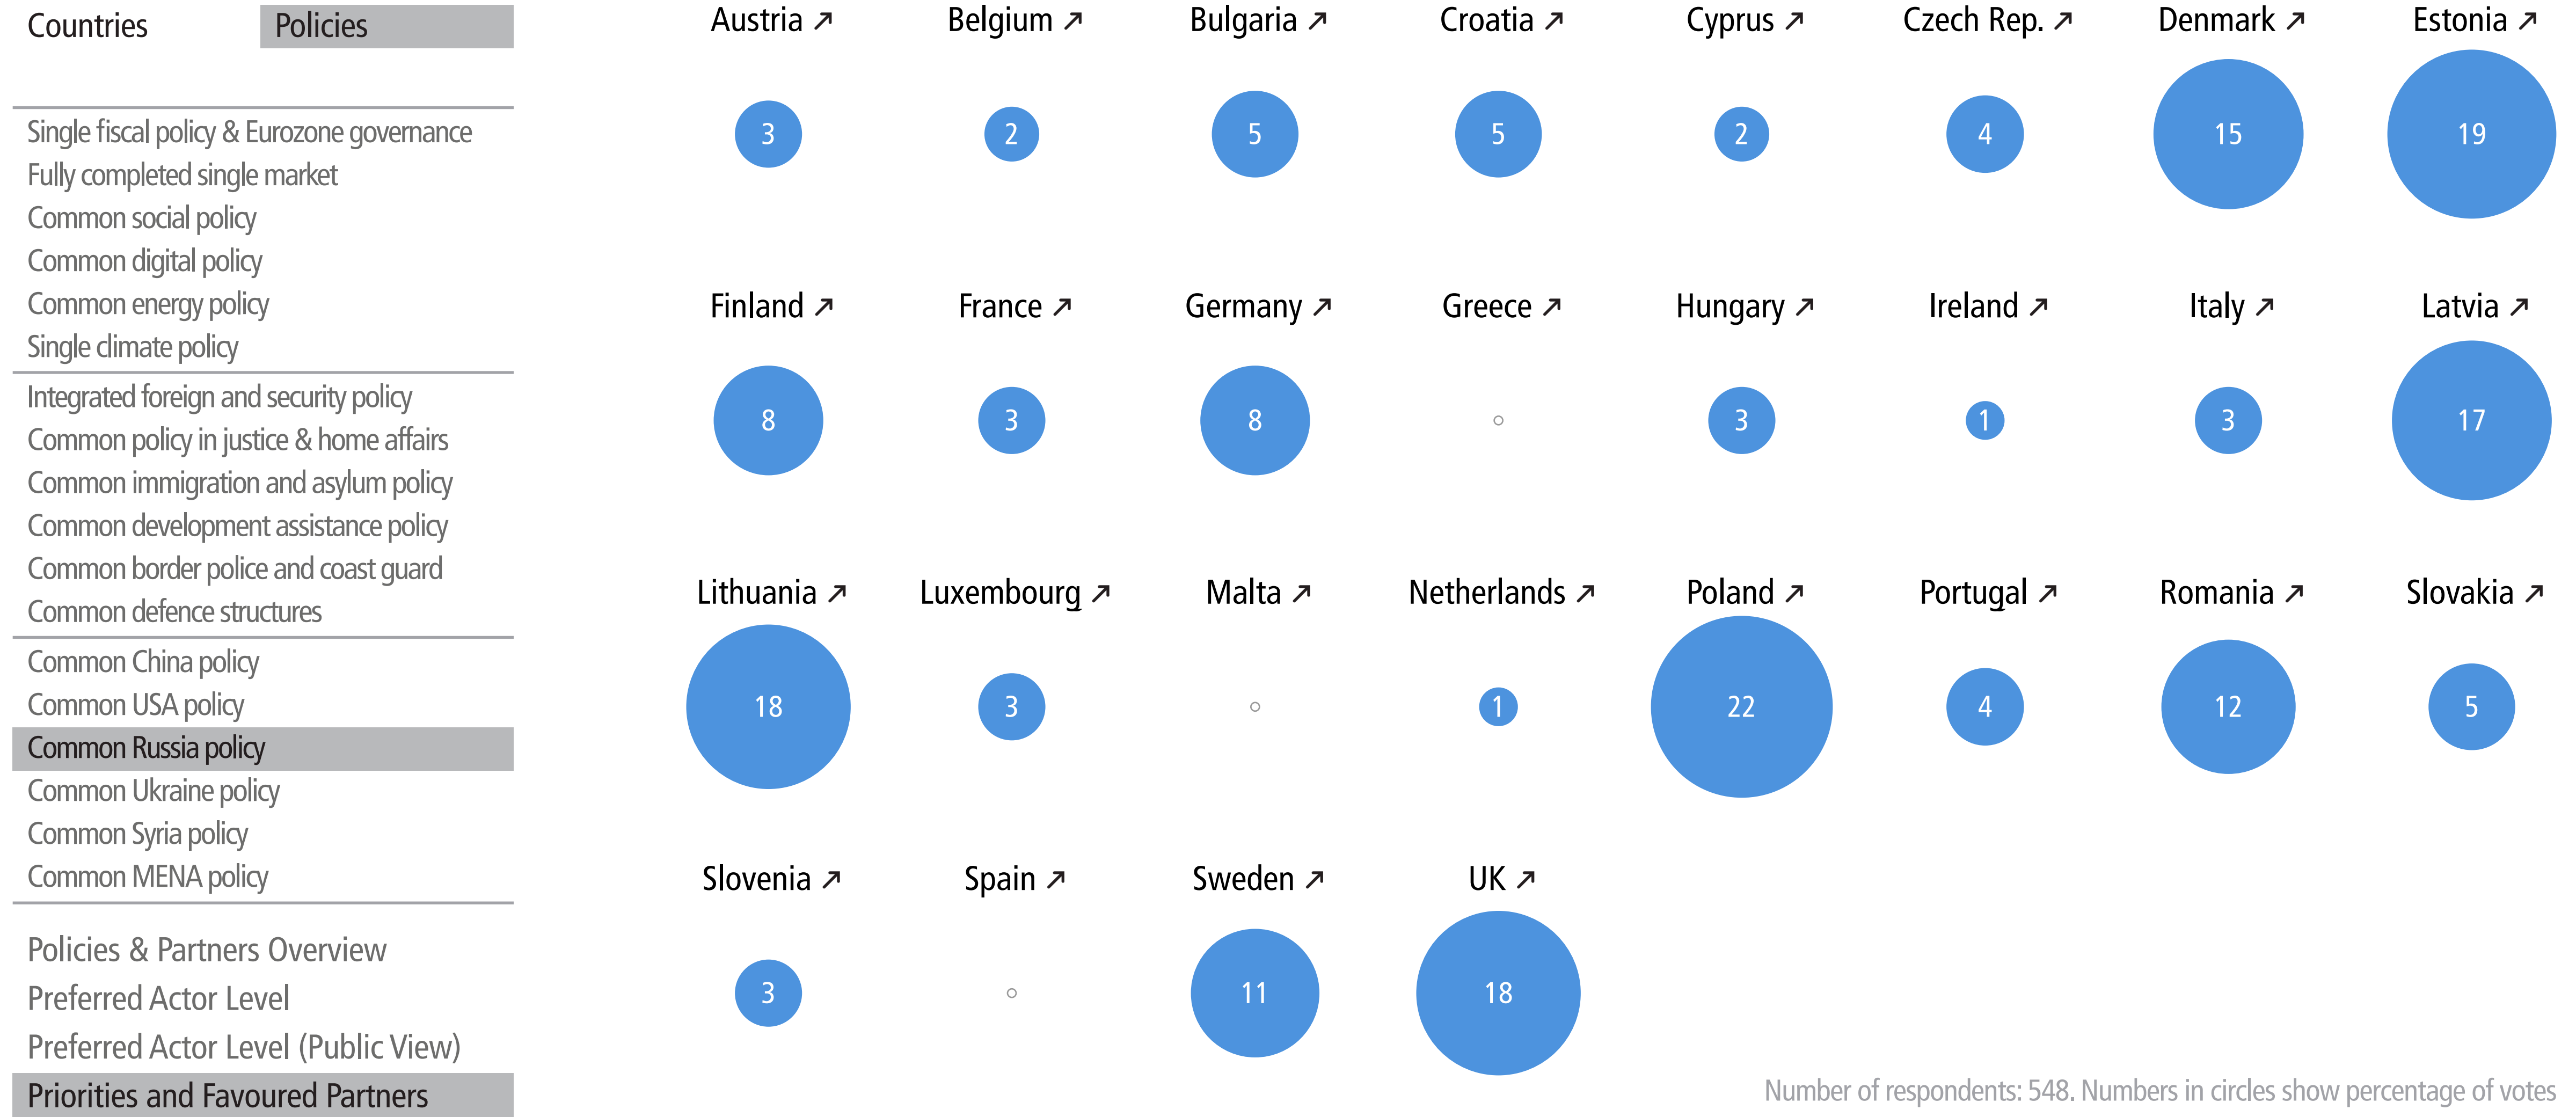 Countries
Policies
Single fiscal policy & Eurozone governance
Fully completed single market
Common social policy
Common digital policy
Common energy policy
Single climate policy
Integrated foreign and security policy
Common policy in justice & home affairs
Common immigration and asylum policy
Common development assistance policy
Common border police and coast guard
Common defence structures
Common China policy
Common USA policy
Common Russia policy
Common Ukraine policy
Common Syria policy
Common MENA policy
Policies & Partners Overview
Preferred Actor Level
Preferred Actor Level (Public View)
Priorities and Favoured Partners
Austria ↗ Belgium ↗ Bulgaria ↗ Croatia ↗ Cyprus ↗ Czech Rep. ↗ Denmark ↗ Estonia ↗
3 2 5 5 2 4 15 19
Finland ↗ France ↗ Germany ↗ Greece ↗ Hungary ↗ Ireland ↗ Italy ↗ Latvia ↗
8 3 8 3 1 3 17
Lithuania ↗ Luxembourg ↗ Malta ↗ Netherlands ↗ Poland ↗ Portugal ↗ Romania ↗ Slovakia ↗
18 3 1 22 4 12 5
Slovenia ↗ Spain ↗ Sweden ↗ UK ↗
3 11 18
Number of respondents: 548. Numbers in circles show percentage of votes